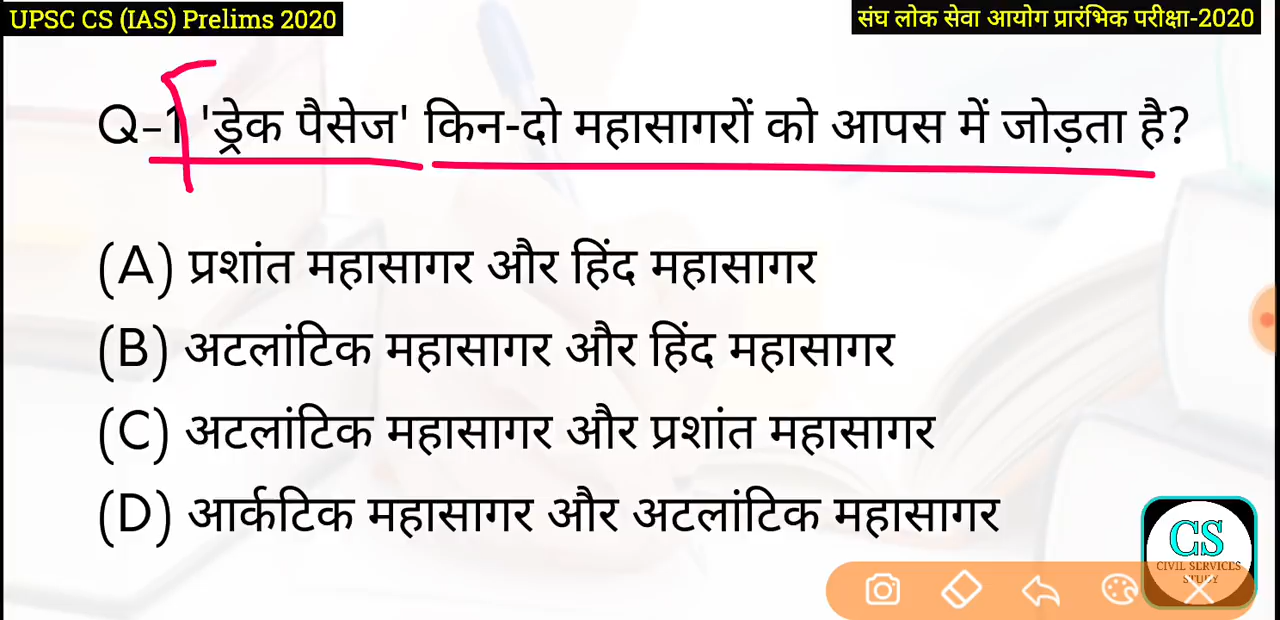 UPSC CS (IAS) Prelims 2020
संघ लोक सेवा आयोग प्रारंभिक परीक्षा-2020
Q-1 'ड्रेक पैसेज' किन-दो महासागरों को आपस में जोड़ता है?
(A) प्रशांत महासागर और हिंद महासागर
(B) अटलांटिक महासागर और हिंद महासागर
(C) अटलांटिक महासागर और प्रशांत महासागर
(D) आर्कटिक महासागर और अटलांटिक महासागर
CS
CIVIL SERVICES
STUDY